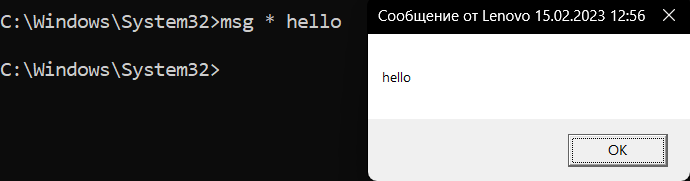 C:\Windows\System32>msg * hello
C:\Windows\System32>
Сообщение от Lenovo 15.02.2023 12:56
hello
OK